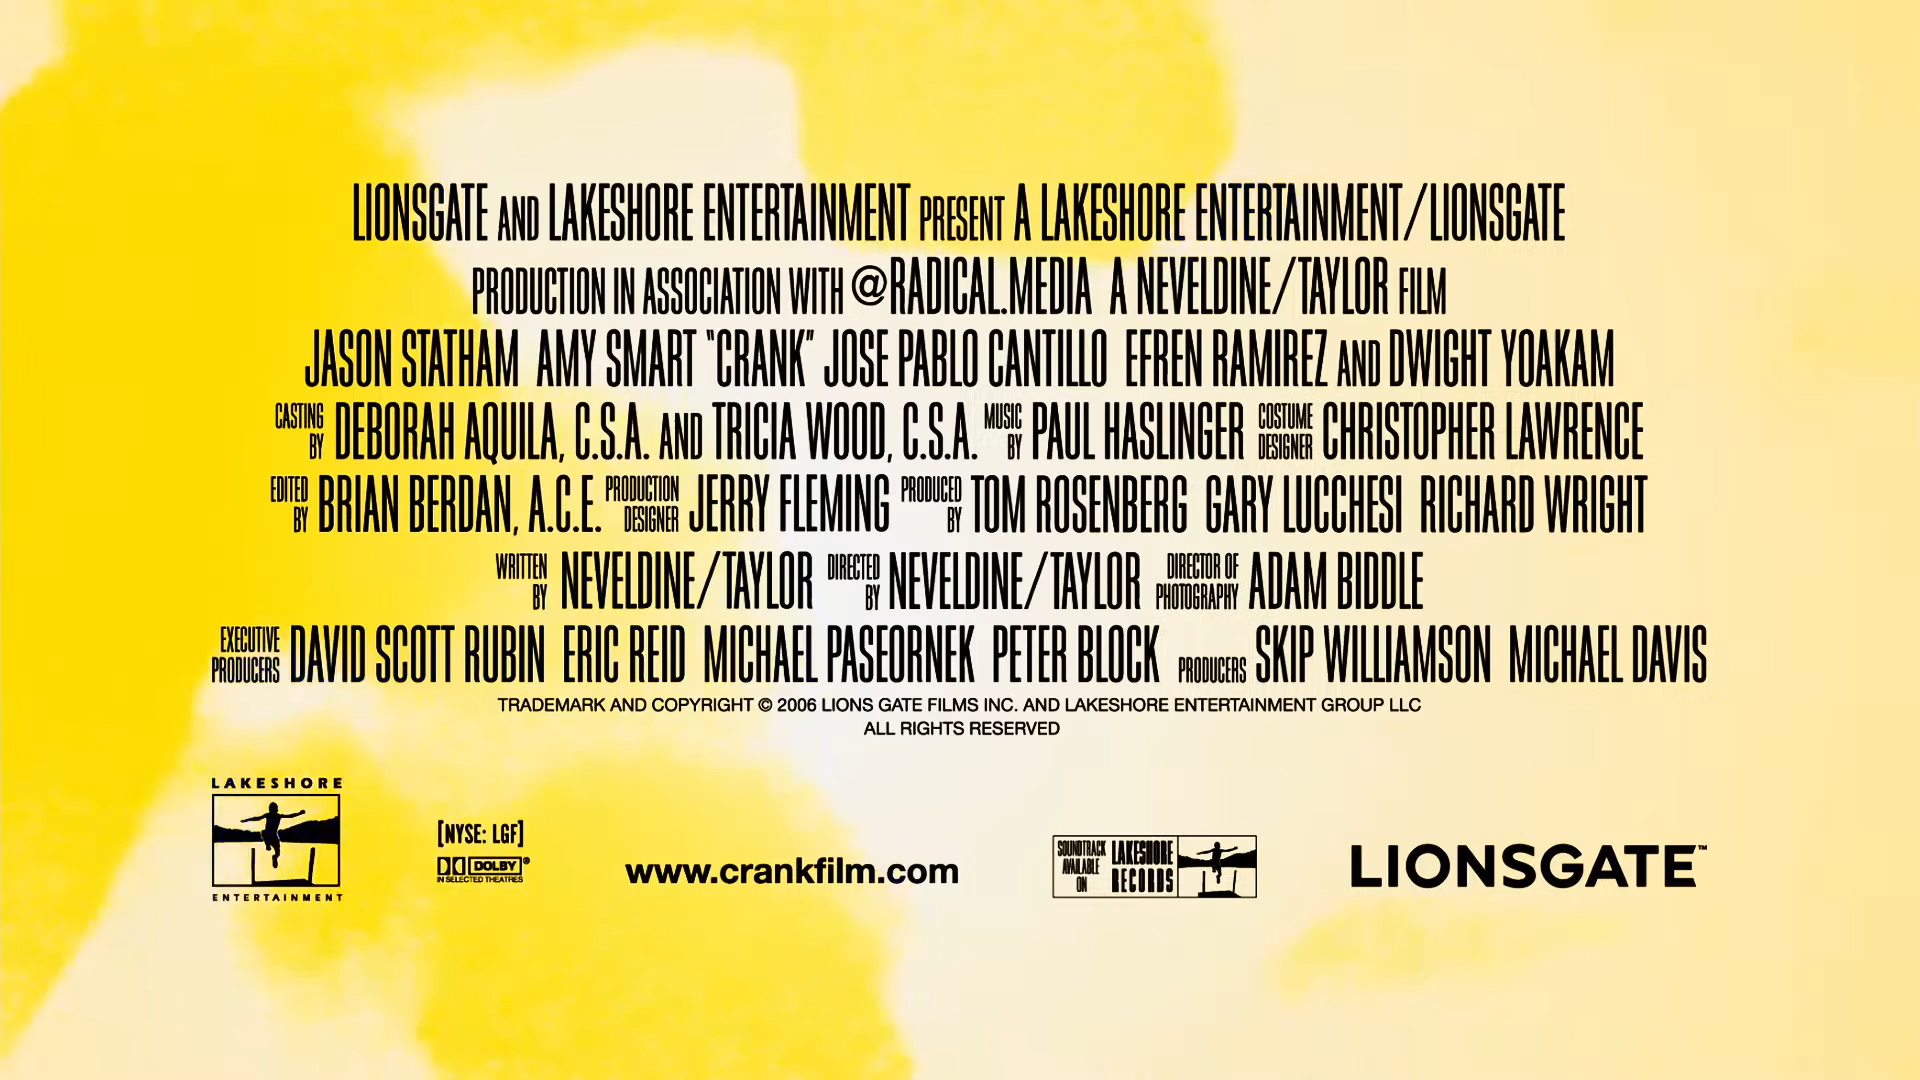 LIONSGATE AND LAKESHORE ENTERTAINMENT PRESENT A LAKESHORE ENTERTAINMENT/LIONSGATE
PRODUCTION IN ASSOCIATION WITH @RADICAL.MEDIA A NEVELDINE/TAYLOR FILM
JASON STATHAM AMY SMART "CRANK" JOSE PABLO CANTILLO EFREN RAMIREZ AND DWIGHT YOAKAM
CASTING BY DEBORAH AQUILA, C.S.A. AND TRICIA WOOD, C.S.A. MUSIC BY PAUL HASLINGER COSTUME DESIGNER CHRISTOPHER LAWRENCE
EDITED BY BRIAN BERDAN, A.C.E. PRODUCTION DESIGNER JERRY FLEMING PRODUCED BY TOM ROSENBERG GARY LUCCHESI RICHARD WRIGHT
WRITTEN BY NEVELDINE/TAYLOR DIRECTED BY NEVELDINE/TAYLOR DIRECTOR OF PHOTOGRAPHY ADAM BIDDLE
EXECUTIVE PRODUCERS DAVID SCOTT RUBIN ERIC REID MICHAEL PASEORNEK PETER BLOCK PRODUCERS SKIP WILLIAMSON MICHAEL DAVIS
TRADEMARK AND COPYRIGHT © 2006 LIONS GATE FILMS INC. AND LAKESHORE ENTERTAINMENT GROUP LLC
ALL RIGHTS RESERVED
LAKESHORE
ENTERTAINMENT
[NYSE: LGF]
DOLBY®
IN SELECTED THEATRES
www.crankfilm.com
SOUNDTRACK AVAILABLE ON
LAKESHORE RECORDS
LIONSGATE™